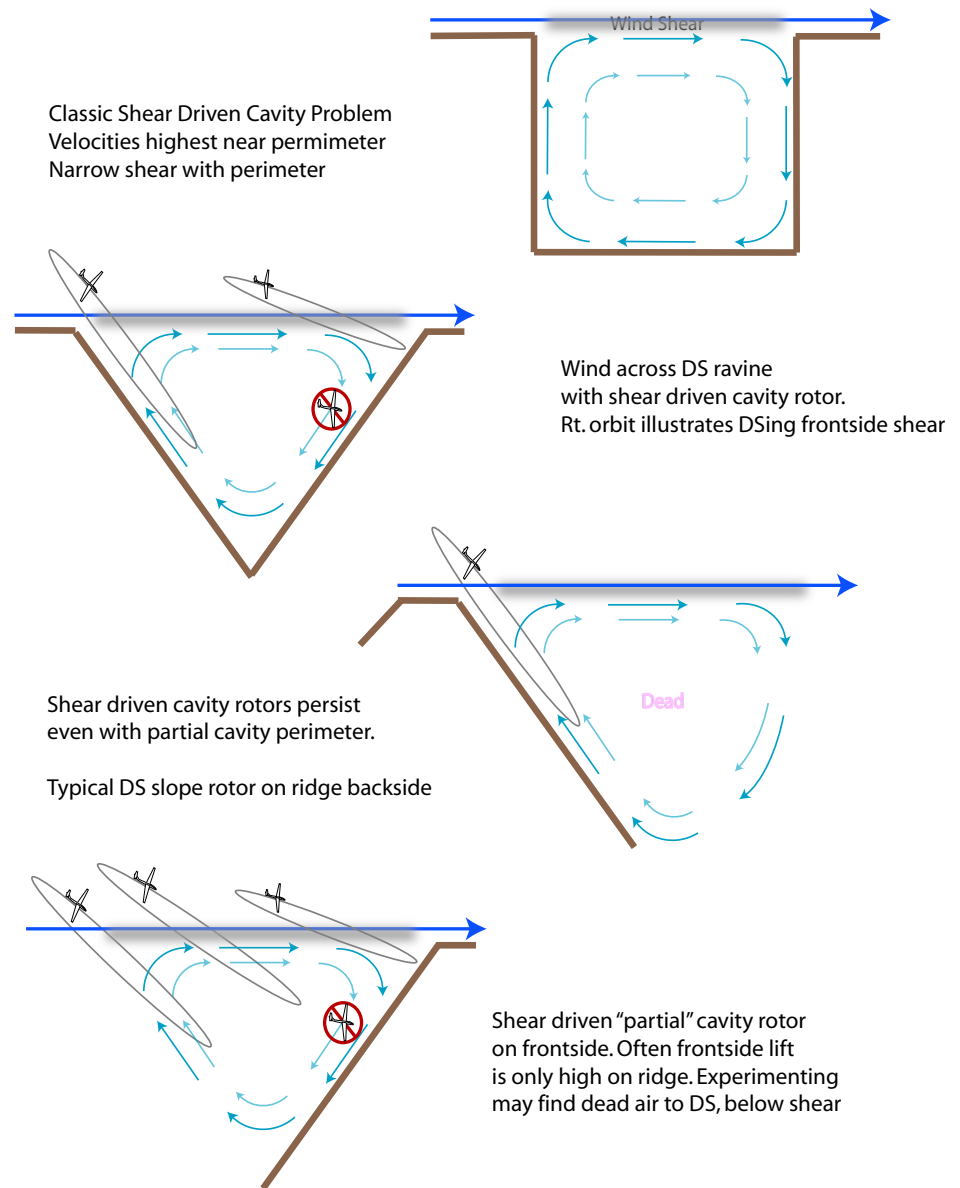 Wind Shear
Classic Shear Driven Cavity Problem
Velocities highest near permimeter
Narrow shear with perimeter
Wind across DS ravine
with shear driven cavity rotor.
Rt. orbit illustrates DSing frontside shear
Dead
Shear driven cavity rotors persist
even with partial cavity perimeter.
Typical DS slope rotor on ridge backside
Shear driven “partial” cavity rotor
on frontside. Often frontside lift
is only high on ridge. Experimenting
may find dead air to DS, below shear